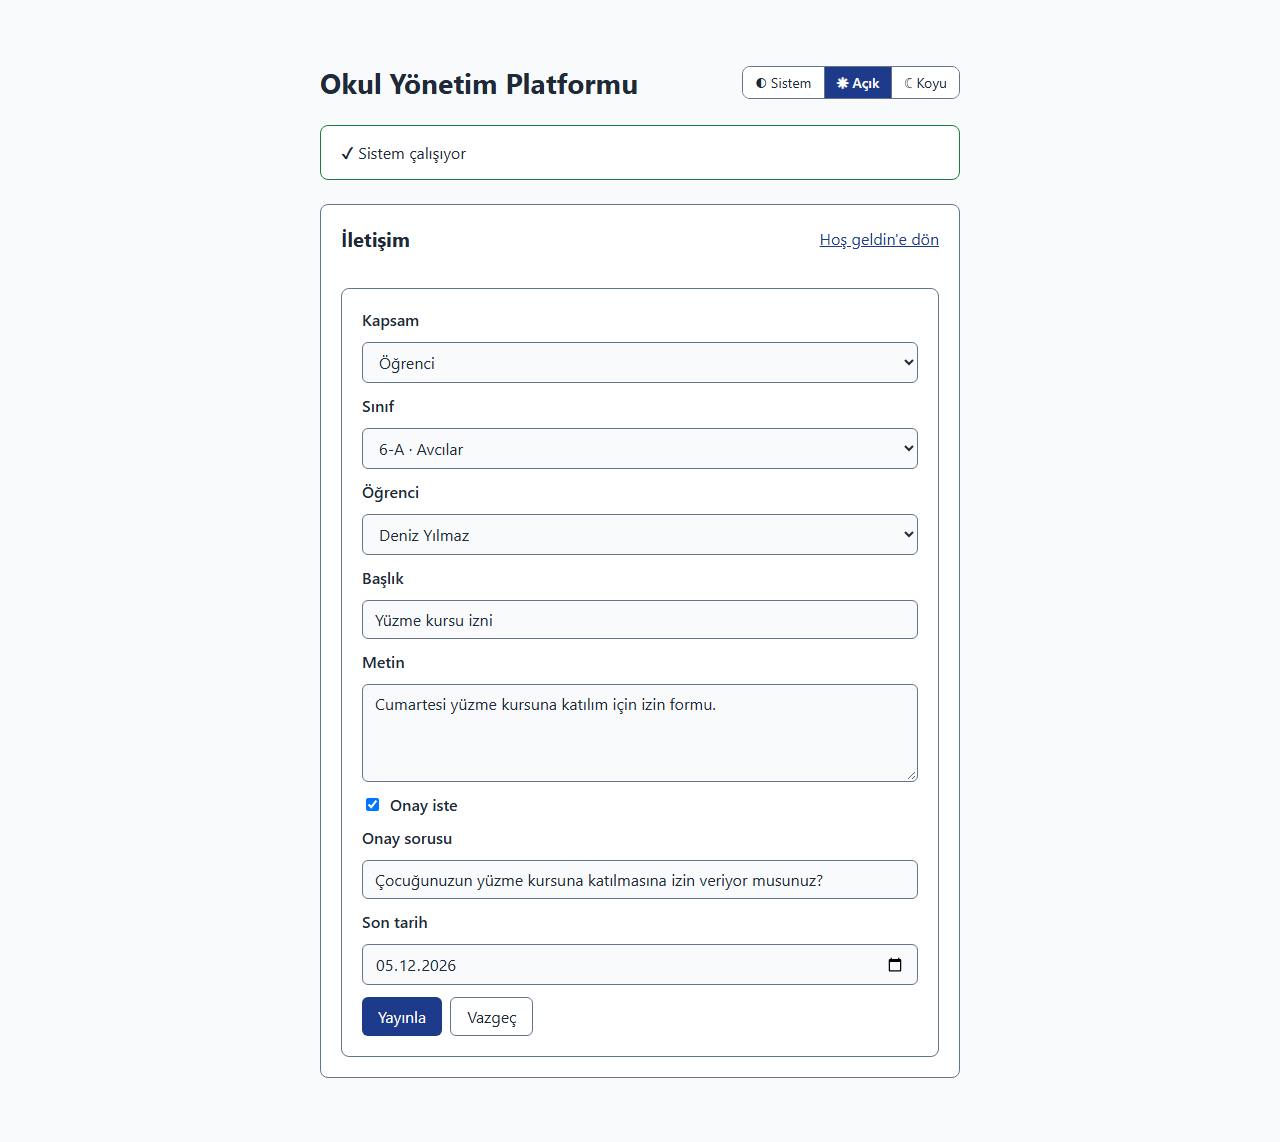 Okul Yönetim Platformu
◐ Sistem
❋ Açık
☾ Koyu
✓ Sistem çalışıyor
İletişim
Hoş geldin'e dön
Kapsam
Öğrenci
Sınıf
6-A · Avcılar
Öğrenci
Deniz Yılmaz
Başlık
Yüzme kursu izni
Metin
Cumartesi yüzme kursuna katılım için izin formu.
Onay iste
Onay sorusu
Çocuğunuzun yüzme kursuna katılmasına izin veriyor musunuz?
Son tarih
05.12.2026
Yayınla
Vazgeç